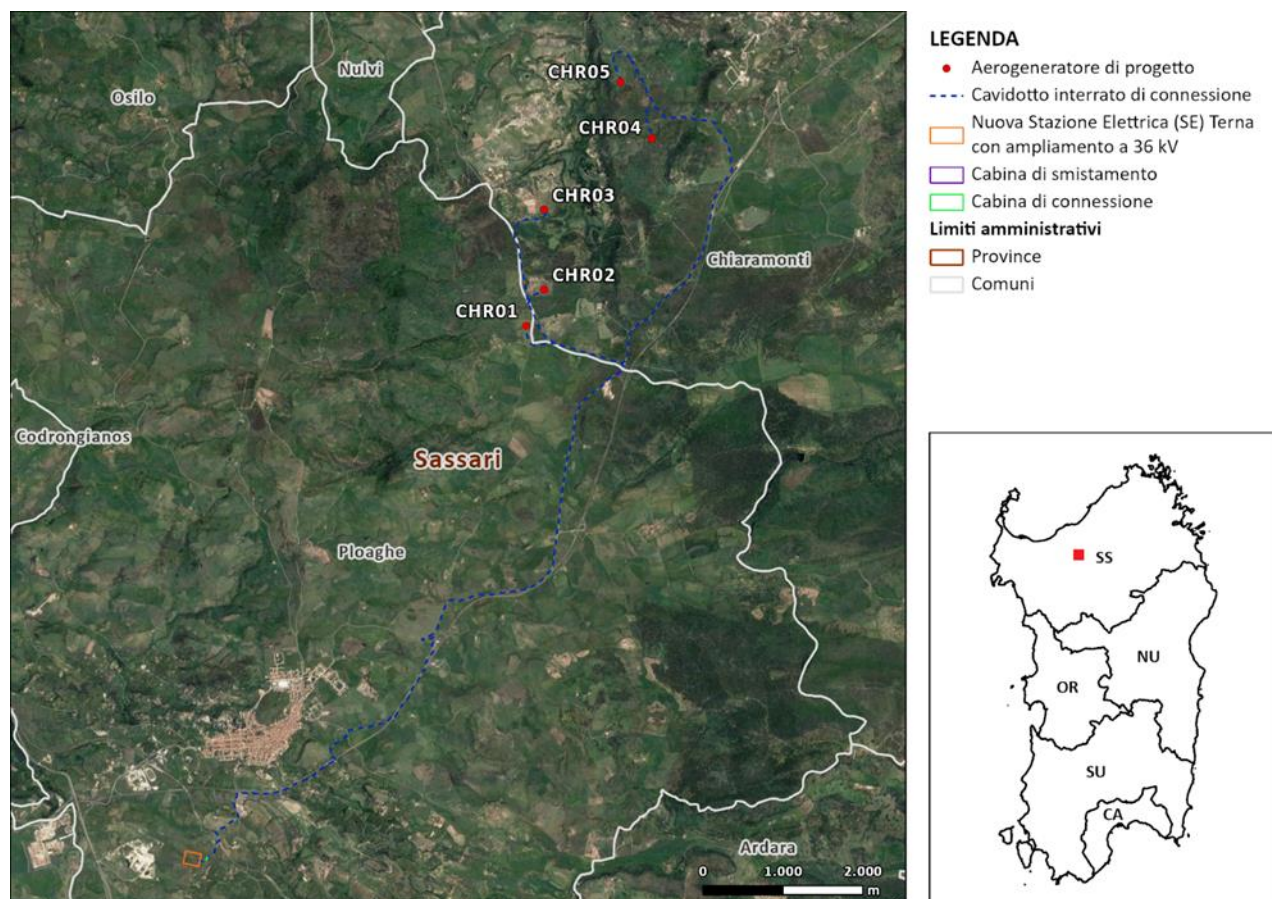 Nulvi
Osilo
CHR05
CHR04
CHR03
Chiaramonti
CHR02
CHR01
Codrongianos
Sassari
Ploaghe
Ardara
0 1.000 2.000
m
LEGENDA
Aerogeneratore di progetto
Cavidotto interrato di connessione
Nuova Stazione Elettrica (SE) Terna
con ampliamento a 36 kV
Cabina di smistamento
Cabina di connessione
Limiti amministrativi
Province
Comuni
SS
NU
OR
SU
CA